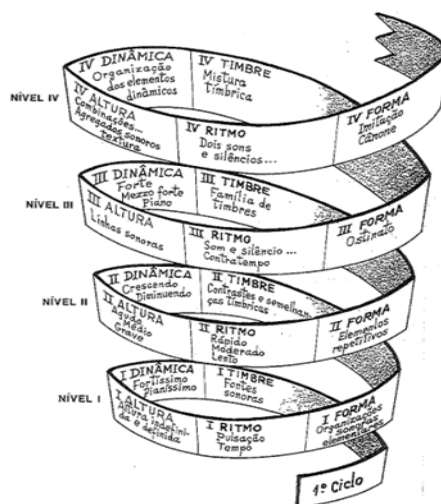 NÍVEL IV
IV DINÂMICA
Organização
dos elementos
dinâmicos
IV TIMBRE
Mistura
tímbrica
IV ALTURA
Combinações...
Agregados sonoros
textura
IV RITMO
Dois sons
e silêncios...
IV FORMA
Imitação
Cânone
NÍVEL III
III DINÂMICA
Forte
Mezzo forte
Piano
III TIMBRE
Família de
Timbres
III ALTURA
Linhas sonoras
III RITMO
Som e silêncio...
Contratempo
III FORMA
Ostinato
NÍVEL II
II DINÂMICA
Crescendo
Diminuendo
II TIMBRE
Contrastes e semelhan-
ças tímbricas
II ALTURA
Agudo
Médio
Grave
II RITMO
Rápido
Moderado
Lento
II FORMA
Elementos
repetitivos
NÍVEL I
I DINÂMICA
Fortíssimo
Pianíssimo
I TIMBRE
Fontes
sonoras
I ALTURA
Altura indefini-
da e definida
I RITMO
Pulsação
Tempo
I FORMA
Organizações
sonoras
elementares
1º Ciclo